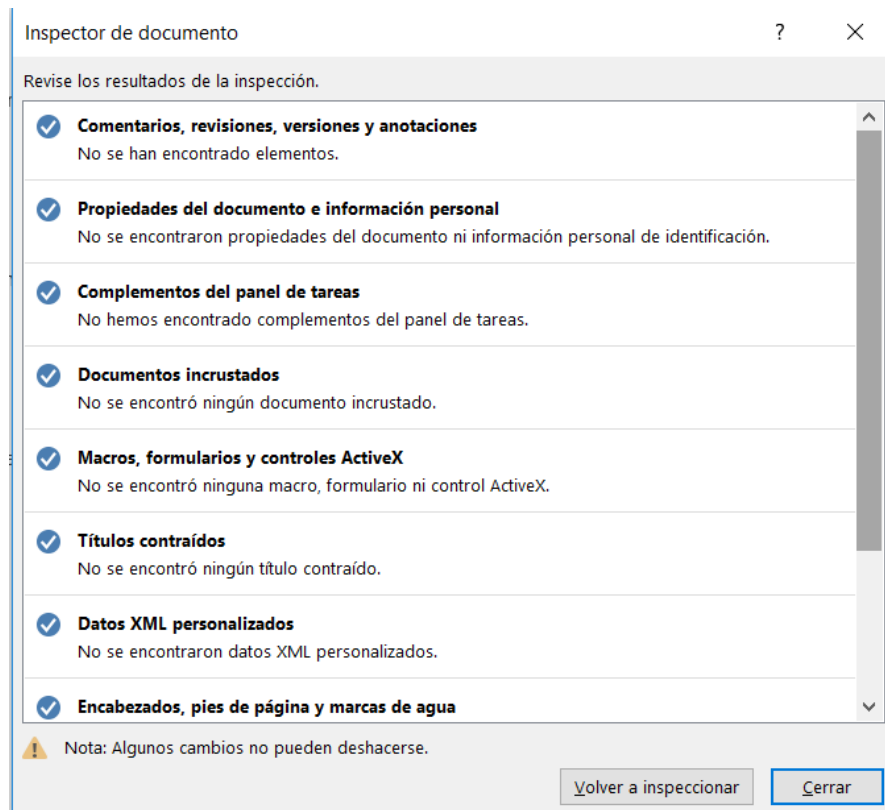 Inspector de documento
?
Revise los resultados de la inspección.
Comentarios, revisiones, versiones y anotaciones
No se han encontrado elementos.
Propiedades del documento e información personal
No se encontraron propiedades del documento ni información personal de identificación.
Complementos del panel de tareas
No hemos encontrado complementos del panel de tareas.
Documentos incrustados
No se encontró ningún documento incrustado.
Macros, formularios y controles ActiveX
No se encontró ninguna macro, formulario ni control ActiveX.
Títulos contraídos
No se encontró ningún título contraído.
Datos XML personalizados
No se encontraron datos XML personalizados.
Encabezados, pies de página y marcas de agua
Nota: Algunos cambios no pueden deshacerse.
Volver a inspeccionar
Cerrar